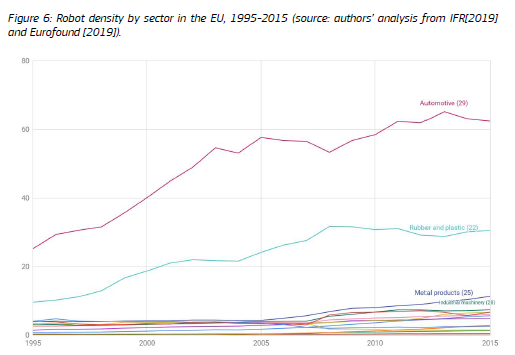 Figure 6: Robot density by sector in the EU, 1995-2015 (source: authors' analysis from IFR[2019]
and Eurofound [2019]).
80
Automotive (29)
60
40
Rubber and plastic (22)
20
Metal products (25)
Industrial machinery (28)
0
1995 2000 2005 2010 2015